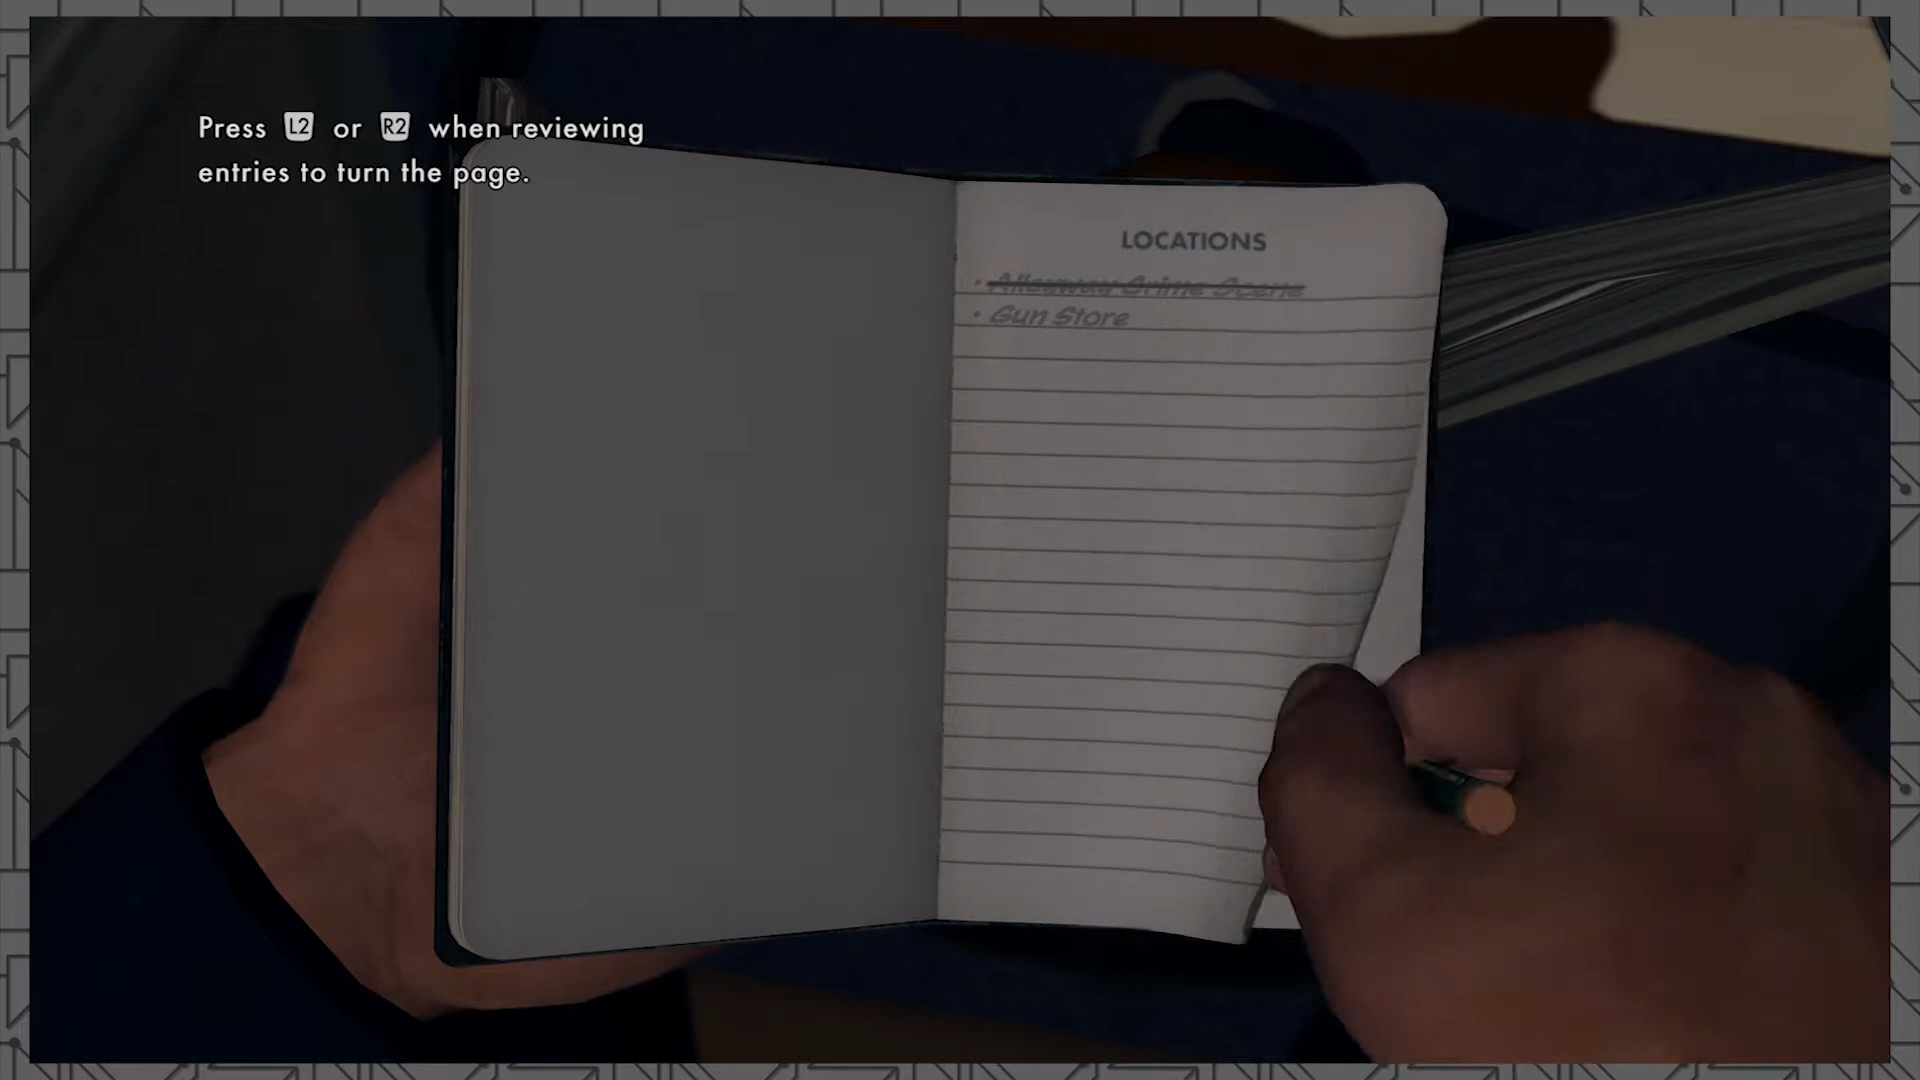 Press L2 or R2 when reviewing
entries to turn the page.
LOCATIONS
· Alleyway Crime Scene
· Gun Store